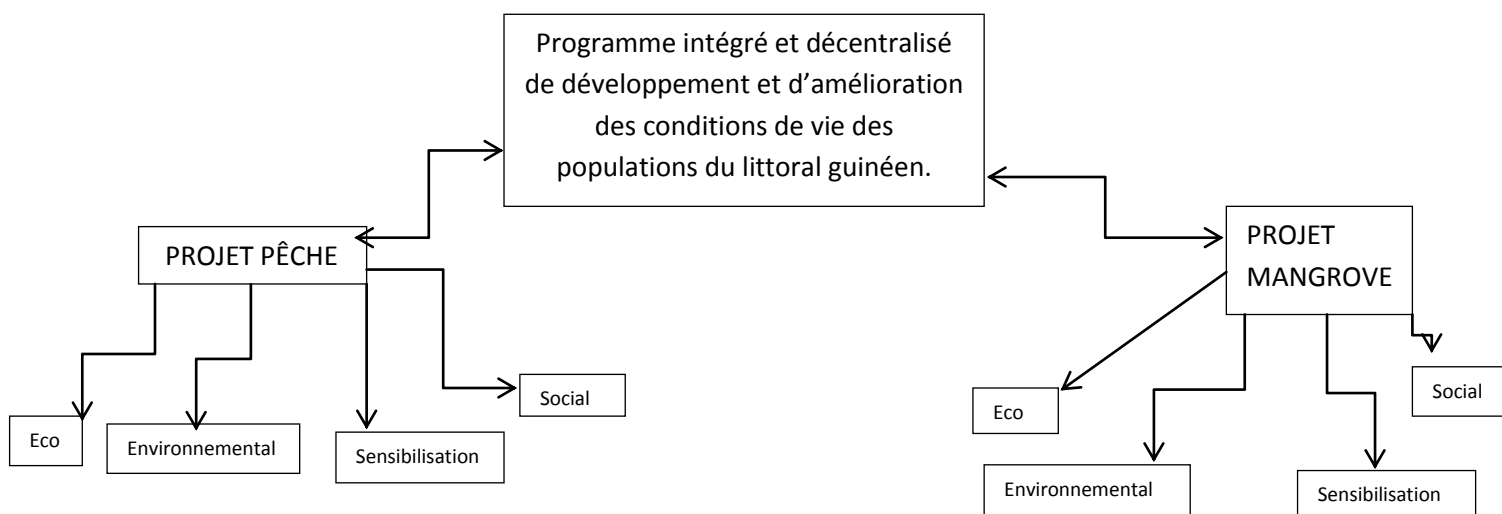 Programme intégré et décentralisé
de développement et d’amélioration
des conditions de vie des
populations du littoral guinéen.
PROJET PÊCHE
PROJET
MANGROVE
Eco
Environnemental
Sensibilisation
Social
Eco
Environnemental
Sensibilisation
Social